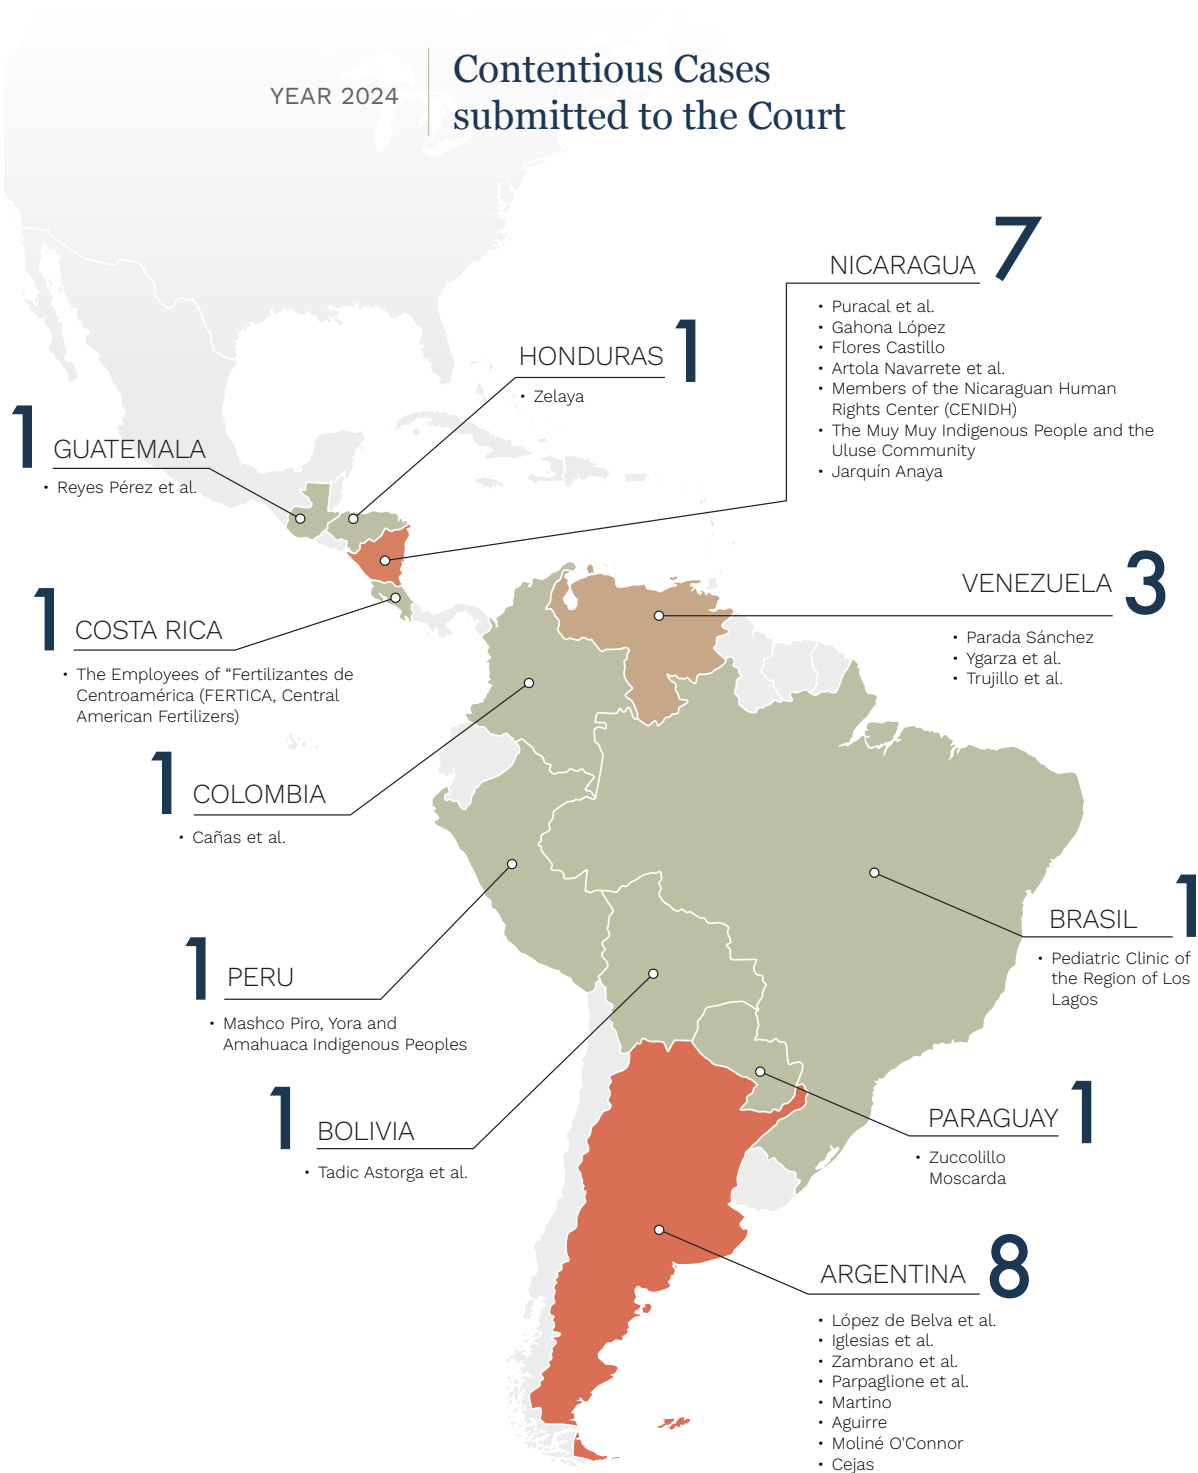 YEAR 2024
Contentious Cases
submitted to the Court
NICARAGUA 7
• Puracal et al.
• Gahona López
• Flores Castillo
• Artola Navarrete et al.
• Members of the Nicaraguan Human
Rights Center (CENIDH)
• The Muy Muy Indigenous People and the
Uluse Community
• Jarquín Anaya
HONDURAS 1
• Zelaya
1 GUATEMALA
• Reyes Pérez et al.
VENEZUELA 3
• Parada Sánchez
• Ygarza et al.
• Trujillo et al.
1 COSTA RICA
• The Employees of “Fertilizantes de
Centroamérica (FERTICA, Central
American Fertilizers)
1 COLOMBIA
• Cañas et al.
BRASIL 1
• Pediatric Clinic of
the Region of Los
Lagos
1 PERU
• Mashco Piro, Yora and
Amahuaca Indigenous Peoples
1 BOLIVIA
• Tadic Astorga et al.
PARAGUAY 1
• Zuccolillo
Moscarda
ARGENTINA 8
• López de Belva et al.
• Iglesias et al.
• Zambrano et al.
• Parpaglione et al.
• Martino
• Aguirre
• Moliné O'Connor
• Cejas